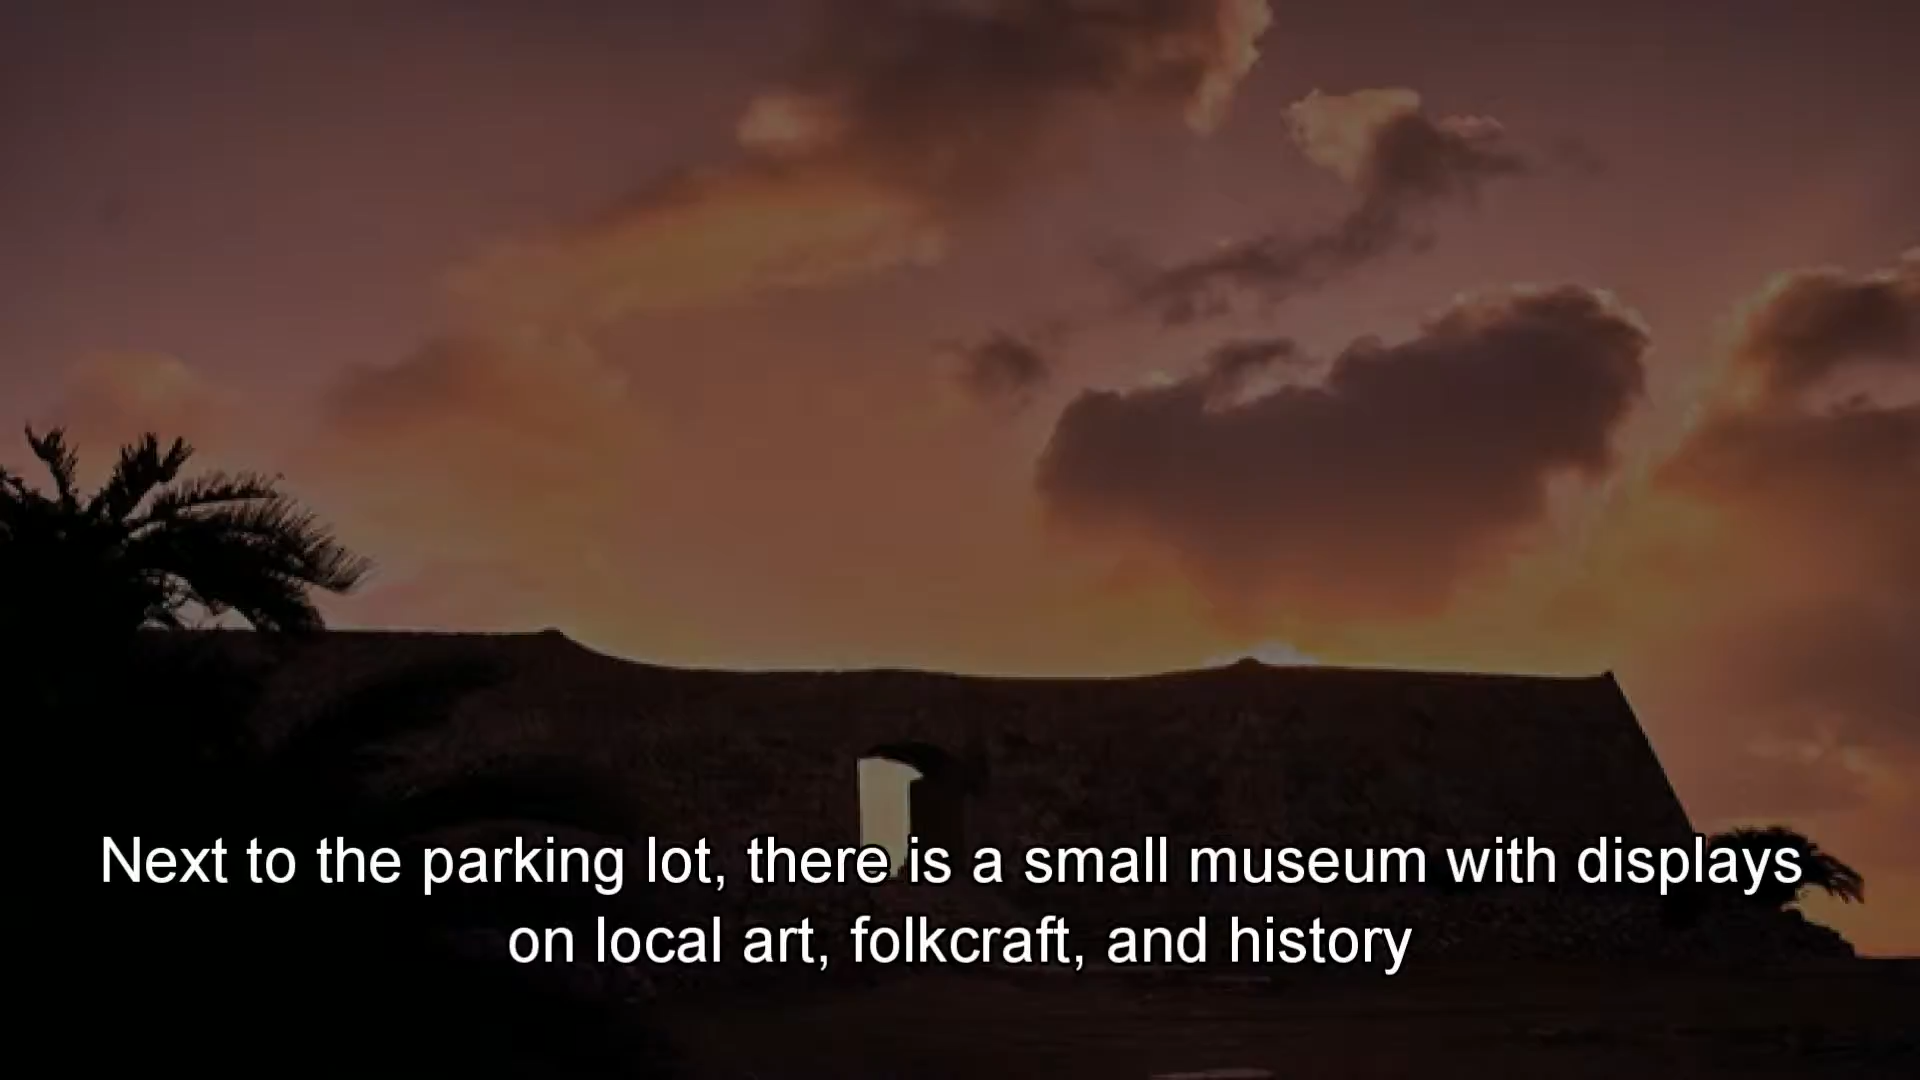 Next to the parking lot, there is a small museum with displays
on local art, folkcraft, and history